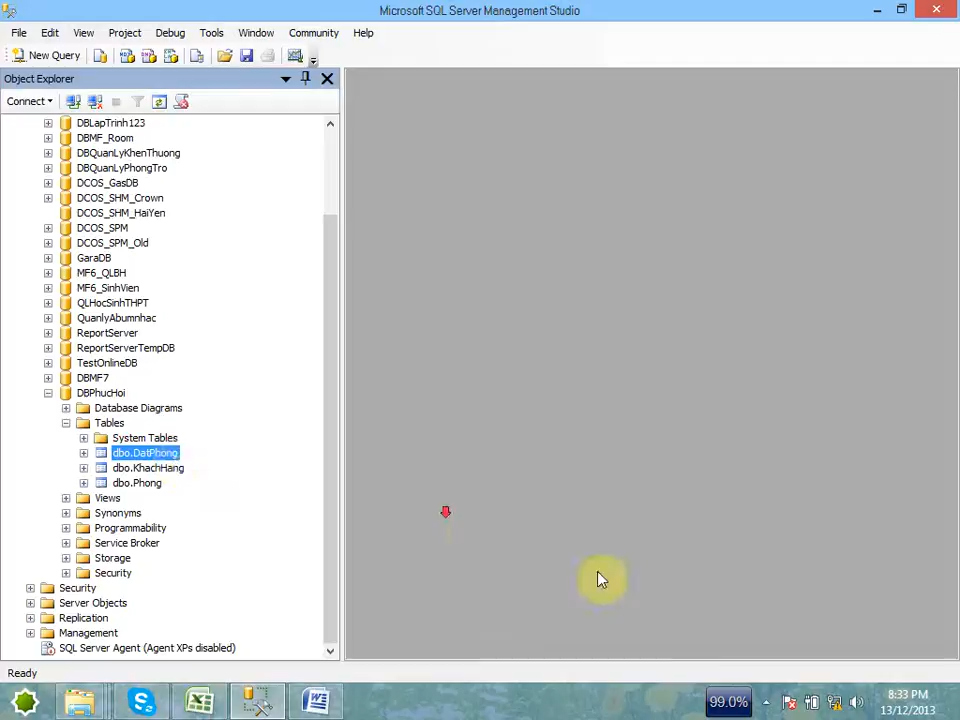 Microsoft SQL Server Management Studio
File Edit View Project Debug Tools Window Community Help
New Query
Object Explorer
Connect
DBLapTrinh123
DBMF_Room
DBQuanLyKhenThuong
DBQuanLyPhongTro
DCOS_GasDB
DCOS_SHM_Crown
DCOS_SHM_HaiYen
DCOS_SPM
DCOS_SPM_Old
GaraDB
MF6_QLBH
MF6_SinhVien
QLHocSinhTHPT
QuanlyAbumnhac
ReportServer
ReportServerTempDB
TestOnlineDB
DBMF7
DBPhucHoi
Database Diagrams
Tables
System Tables
dbo.DatPhong
dbo.KhachHang
dbo.Phong
Views
Synonyms
Programmability
Service Broker
Storage
Security
Security
Server Objects
Replication
Management
SQL Server Agent (Agent XPs disabled)
Ready
99.0%
8:33 PM
13/12/2013